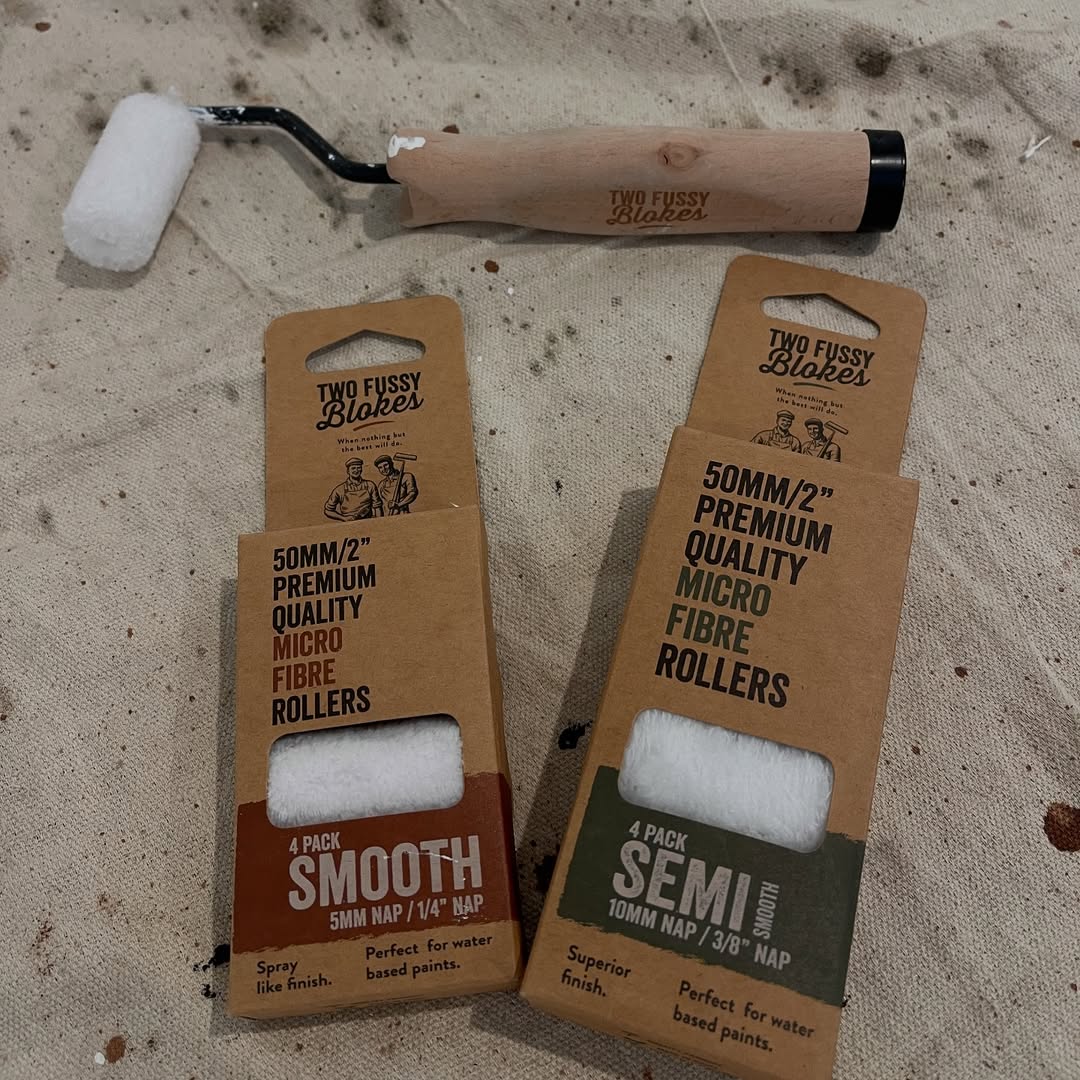 TWO FUSSY
Blokes
TWO FUSSY
Blokes
When nothing but
the best will do.
50MM/2”
PREMIUM
QUALITY
MICRO
FIBRE
ROLLERS
4 PACK
SMOOTH
5MM NAP / 1/4” NAP
Spray
like finish.
Perfect for water
based paints.
TWO FUSSY
Blokes
When nothing but
the best will do.
50MM/2”
PREMIUM
QUALITY
MICRO
FIBRE
ROLLERS
4 PACK
SEMI
SMOOTH
10MM NAP / 3/8” NAP
Superior
finish.
Perfect for water
based paints.